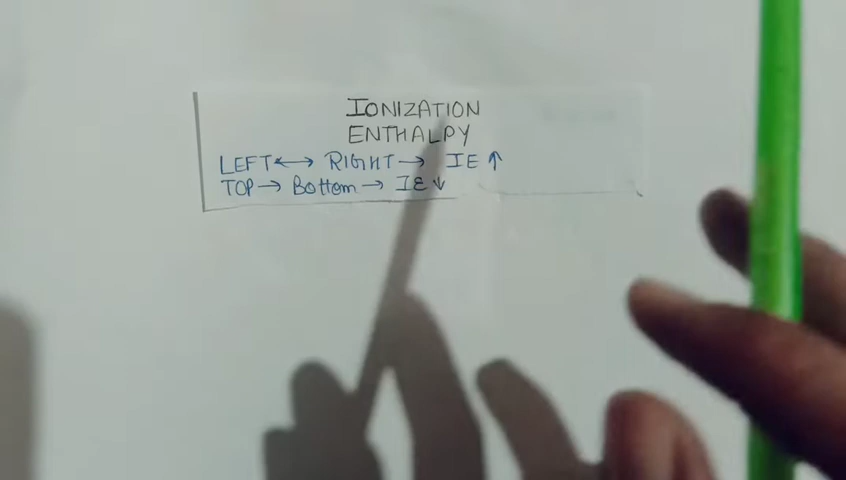 IONIZATION
ENTHALPY
LEFT ↔ RIGHT → IE ↑
TOP → Bottom → IE ↓